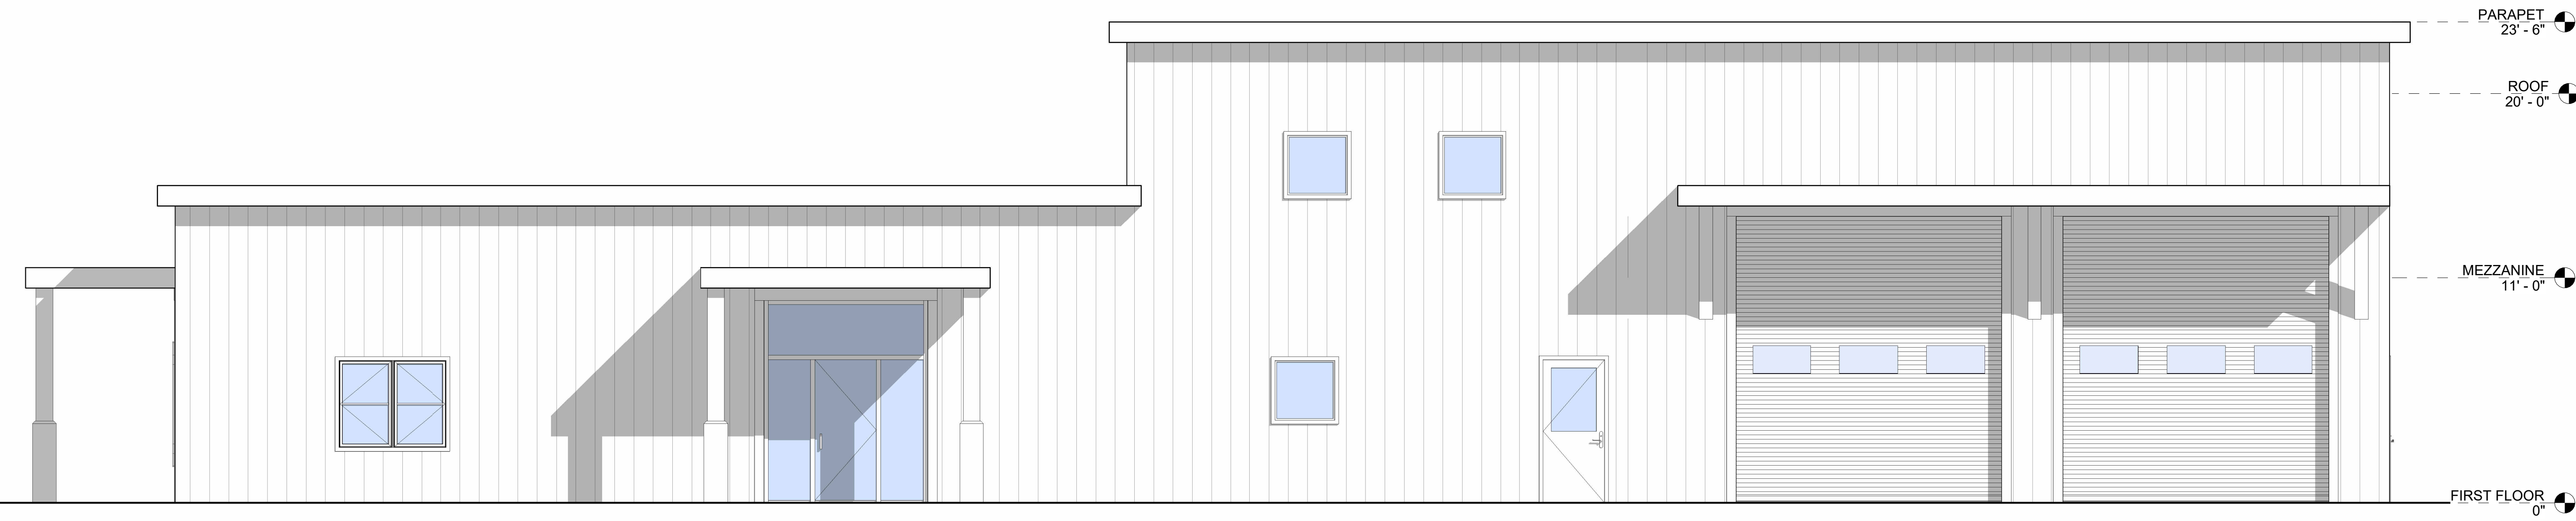 PARAPET
23' - 6"
ROOF
20' - 0"
MEZZANINE
11' - 0"
FIRST FLOOR
0"